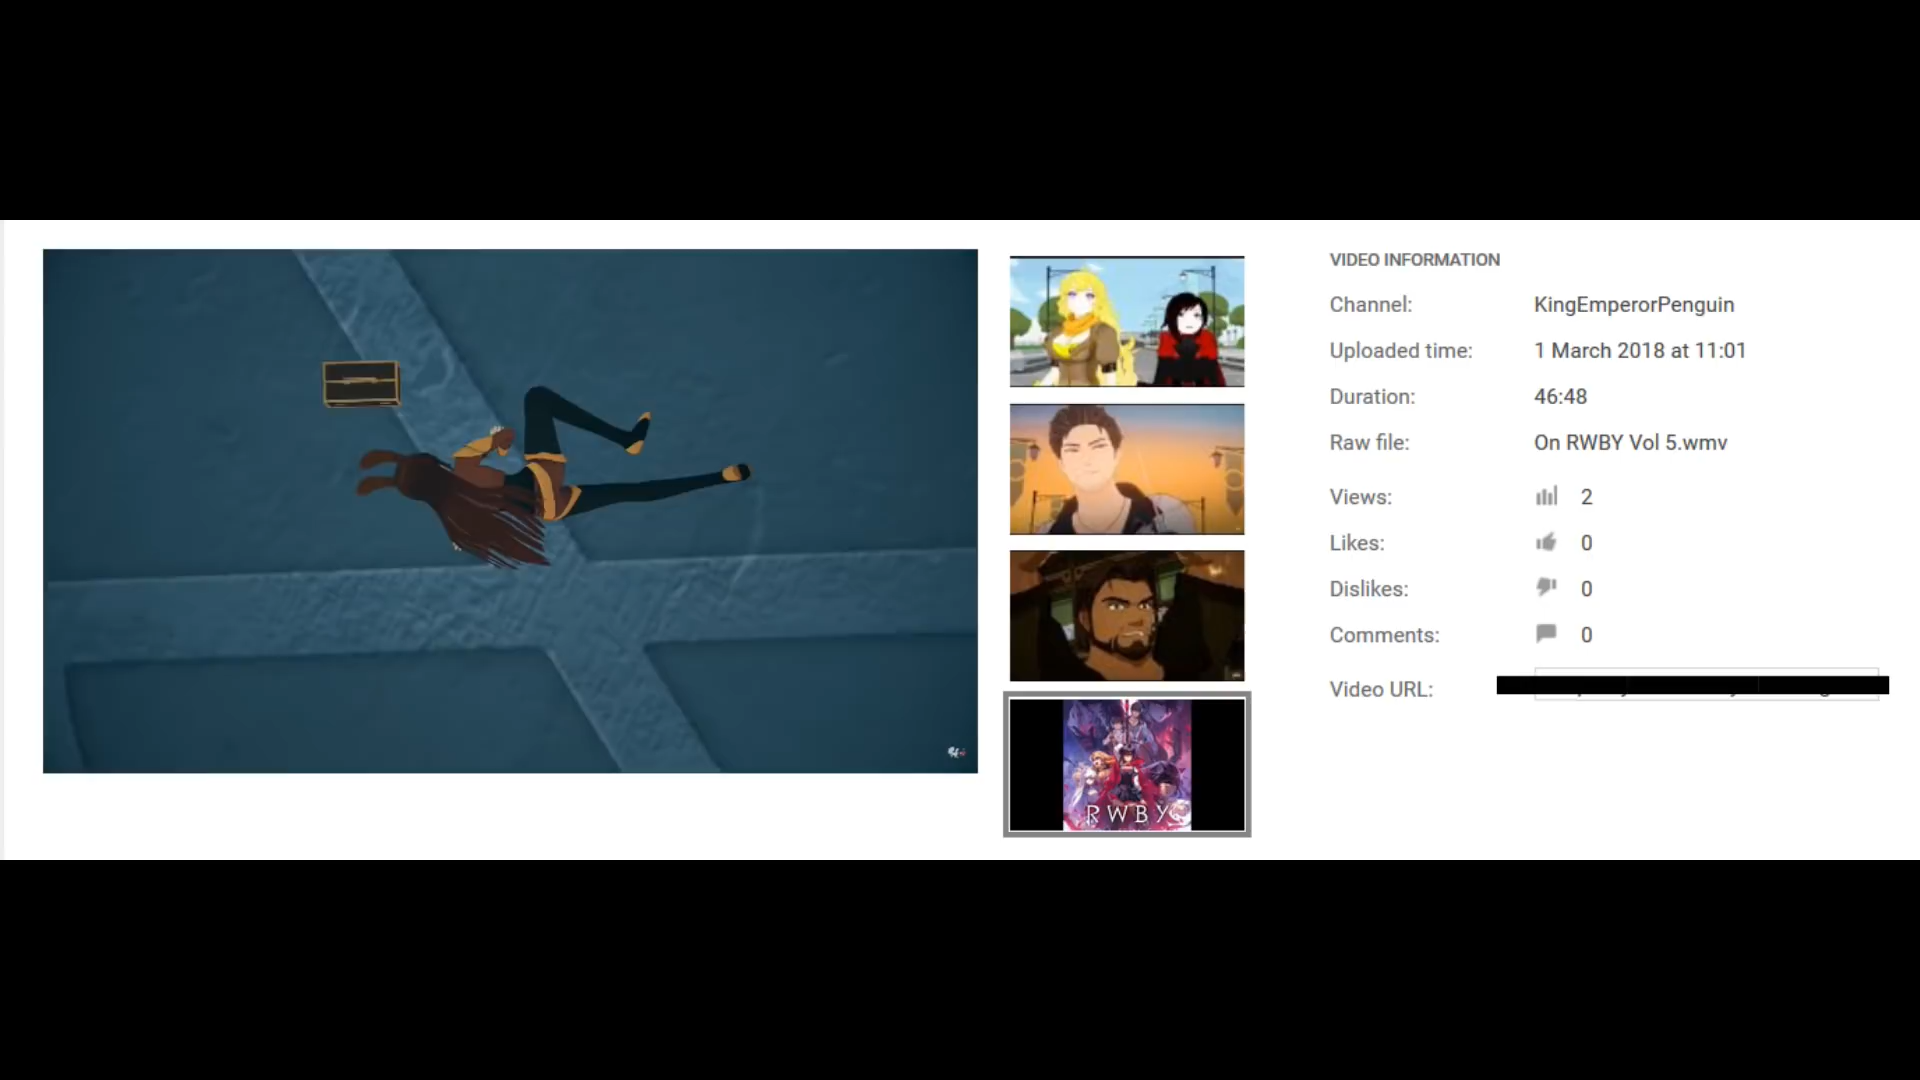 VIDEO INFORMATION
Channel: KingEmperorPenguin
Uploaded time: 1 March 2018 at 11:01
Duration: 46:48
Raw file: On RWBY Vol 5.wmv
Views: 2
Likes: 0
Dislikes: 0
Comments: 0
Video URL:
RWBY